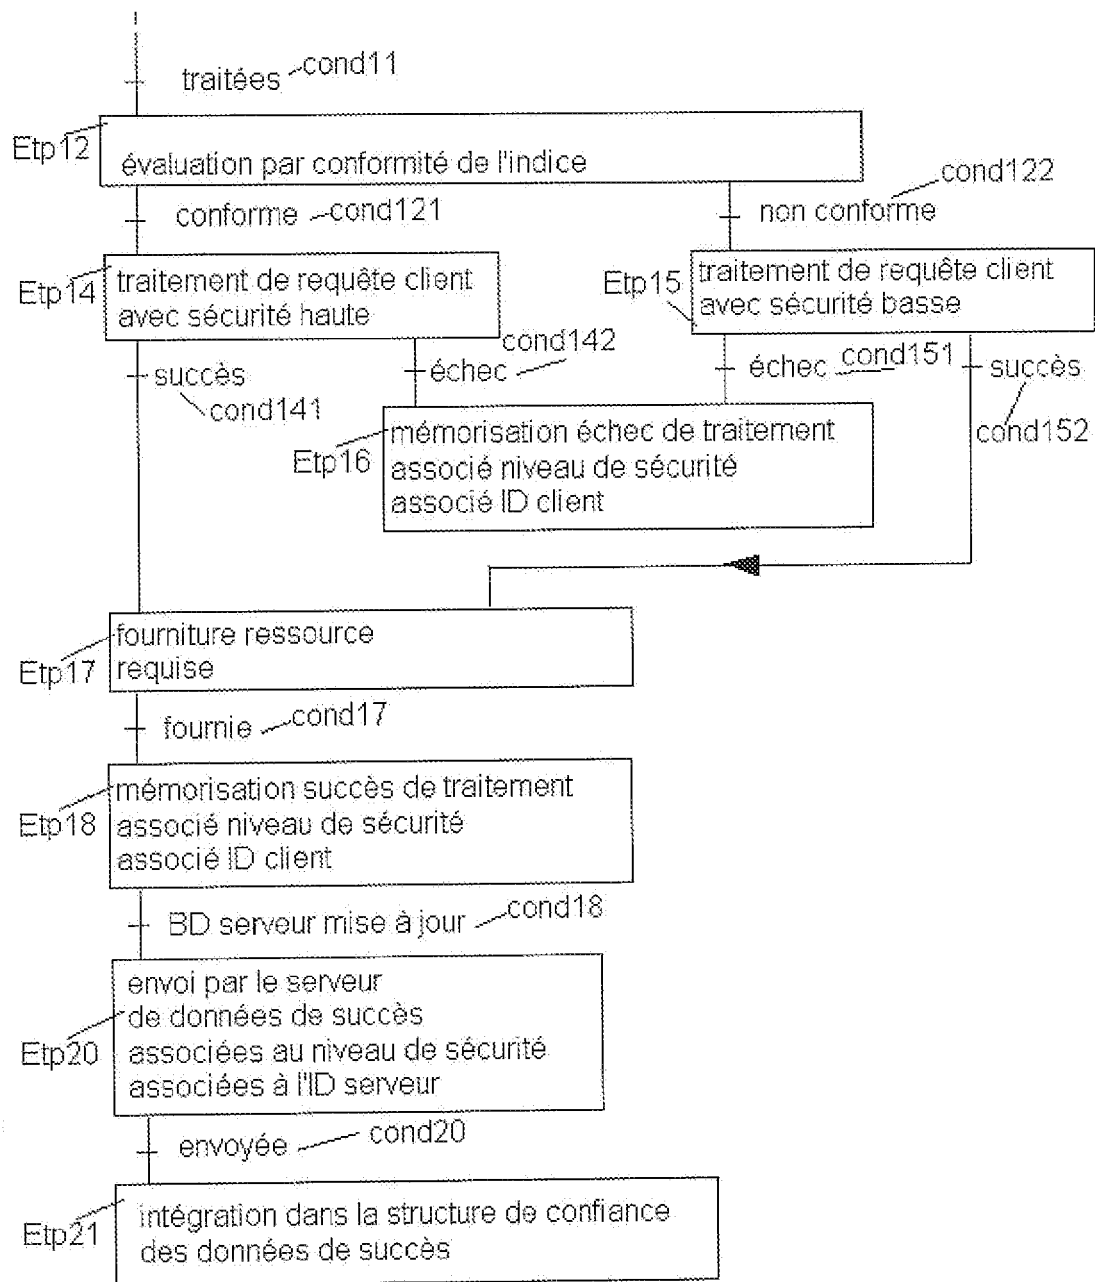 traitées
cond11
Etp12
évaluation par conformité de l'indice
conforme
cond121
non conforme
cond122
Etp14
traitement de requête client
avec sécurité haute
Etp15
traitement de requête client
avec sécurité basse
succès
cond141
échec
cond142
échec
cond151
succès
cond152
Etp16
mémorisation échec de traitement
associé niveau de sécurité
associé ID client
Etp17
fourniture ressource
requise
fournie
cond17
Etp18
mémorisation succès de traitement
associé niveau de sécurité
associé ID client
BD serveur mise à jour
cond18
Etp20
envoi par le serveur
de données de succès
associées au niveau de sécurité
associées à l'ID serveur
envoyée
cond20
Etp21
intégration dans la structure de confiance
des données de succès